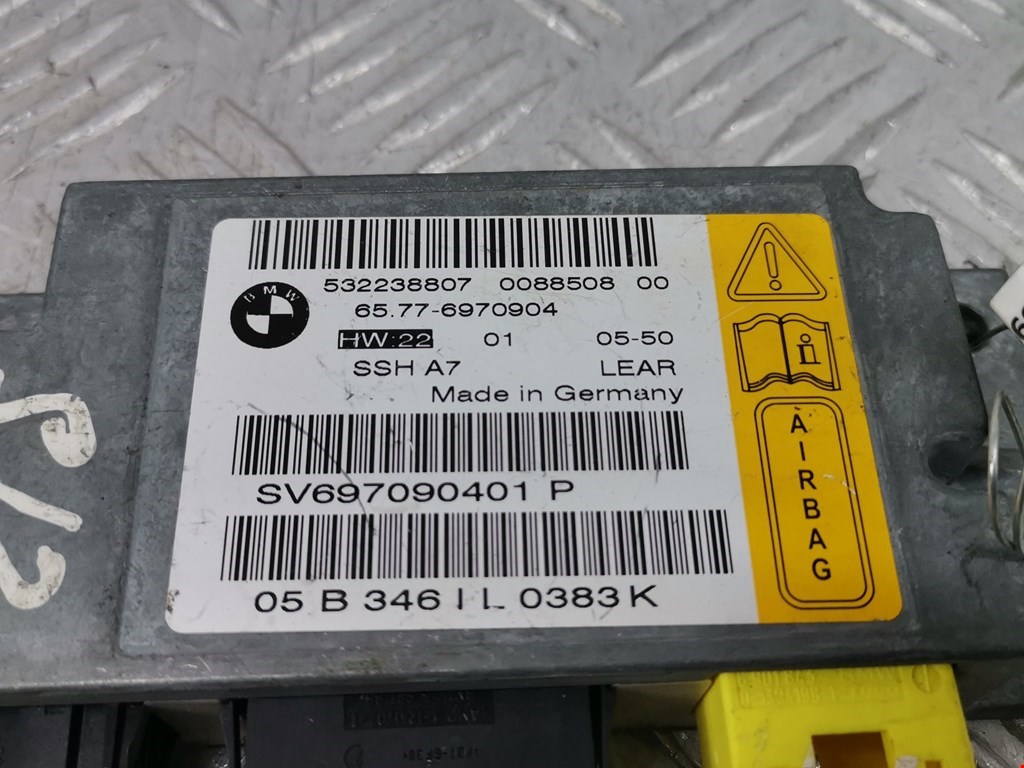 532238807 0088508 00
BMW
65.77-6970904
HW:22 01 05-50
SSH A7 LEAR
Made in Germany
SV697090401 P
05 B 346 I L 0383 K
AIRBAG